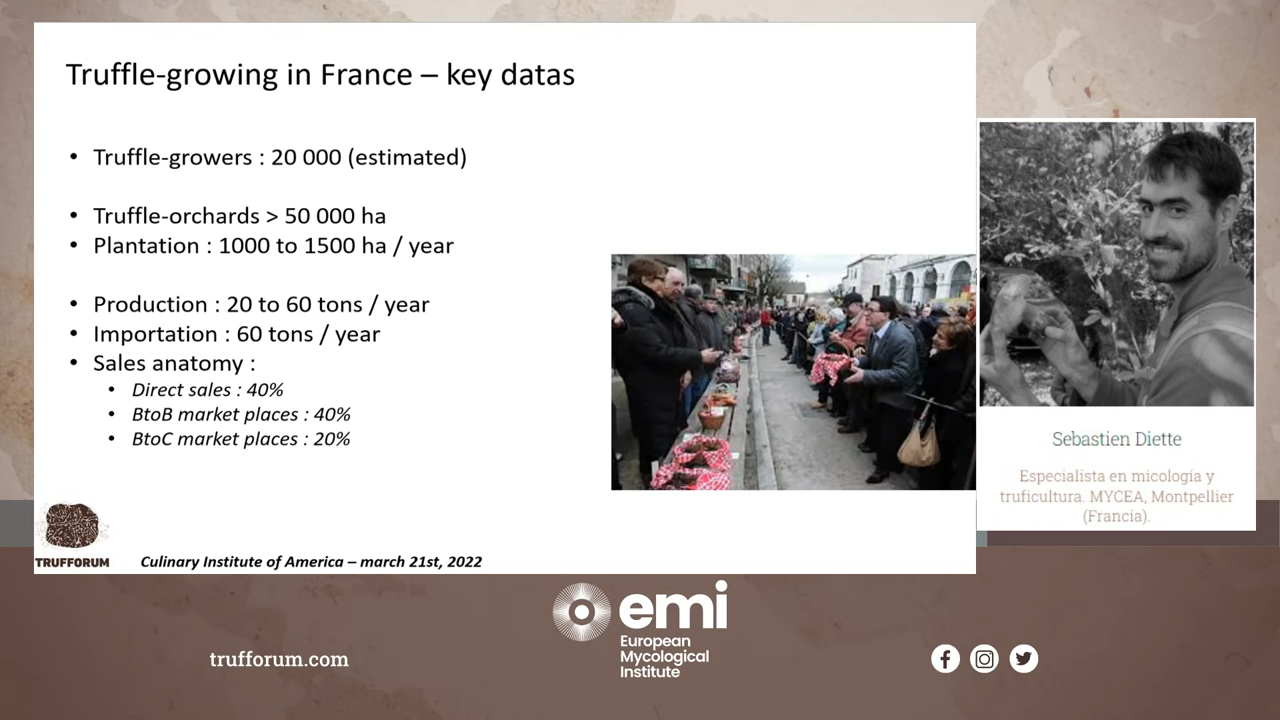 Truffle-growing in France – key datas
• Truffle-growers : 20 000 (estimated)
• Truffle-orchards > 50 000 ha
• Plantation : 1000 to 1500 ha / year
• Production : 20 to 60 tons / year
• Importation : 60 tons / year
• Sales anatomy :
• Direct sales : 40%
• BtoB market places : 40%
• BtoC market places : 20%
TRUFFORUM
Culinary Institute of America – march 21st, 2022
Sebastien Diette
Especialista en micología y
truficultura. MYCEA, Montpellier
(Francia).
trufforum.com
emi
European
Mycological
Institute